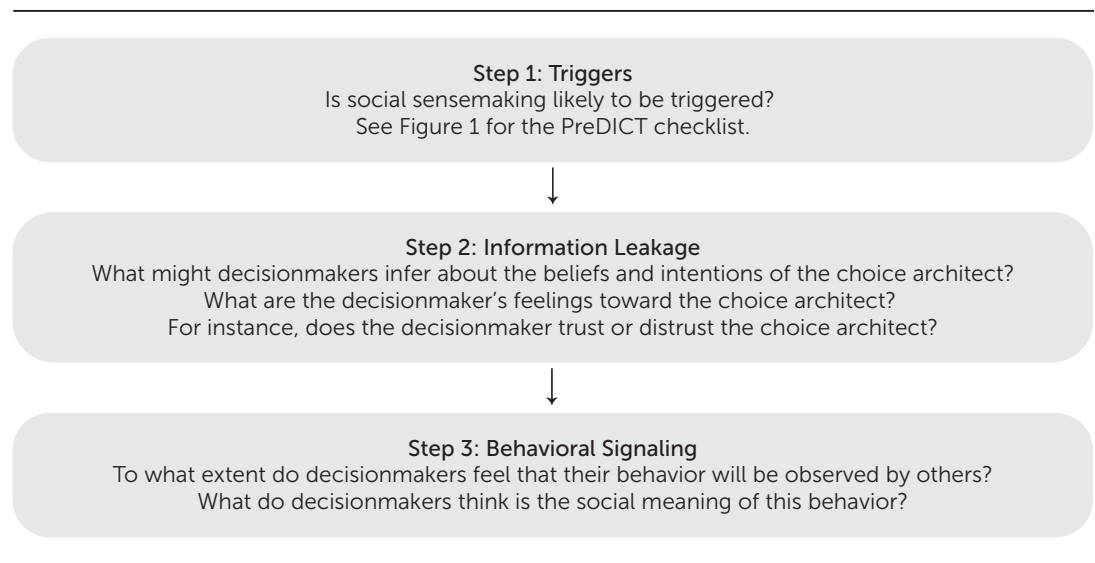 Step 1: Triggers
Is social sensemaking likely to be triggered?
See Figure 1 for the PreDICT checklist.
Step 2: Information Leakage
What might decisionmakers infer about the beliefs and intentions of the choice architect?
What are the decisionmaker’s feelings toward the choice architect?
For instance, does the decisionmaker trust or distrust the choice architect?
Step 3: Behavioral Signaling
To what extent do decisionmakers feel that their behavior will be observed by others?
What do decisionmakers think is the social meaning of this behavior?